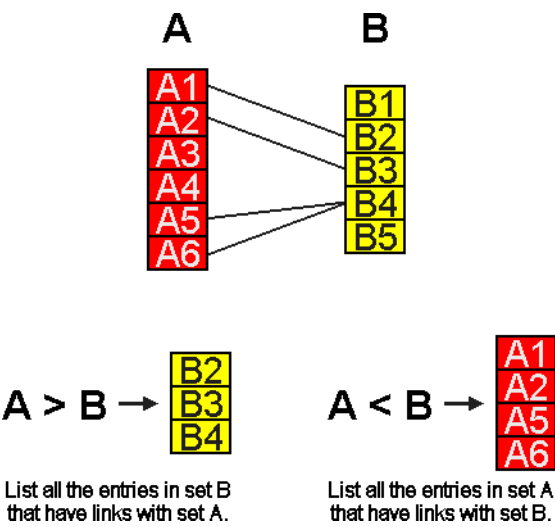 A B
A1
A2
A3
A4
A5
A6
B1
B2
B3
B4
B5
A > B →
B2
B3
B4
List all the entries in set B
that have links with set A.
A < B →
A1
A2
A5
A6
List all the entries in set A
that have links with set B.